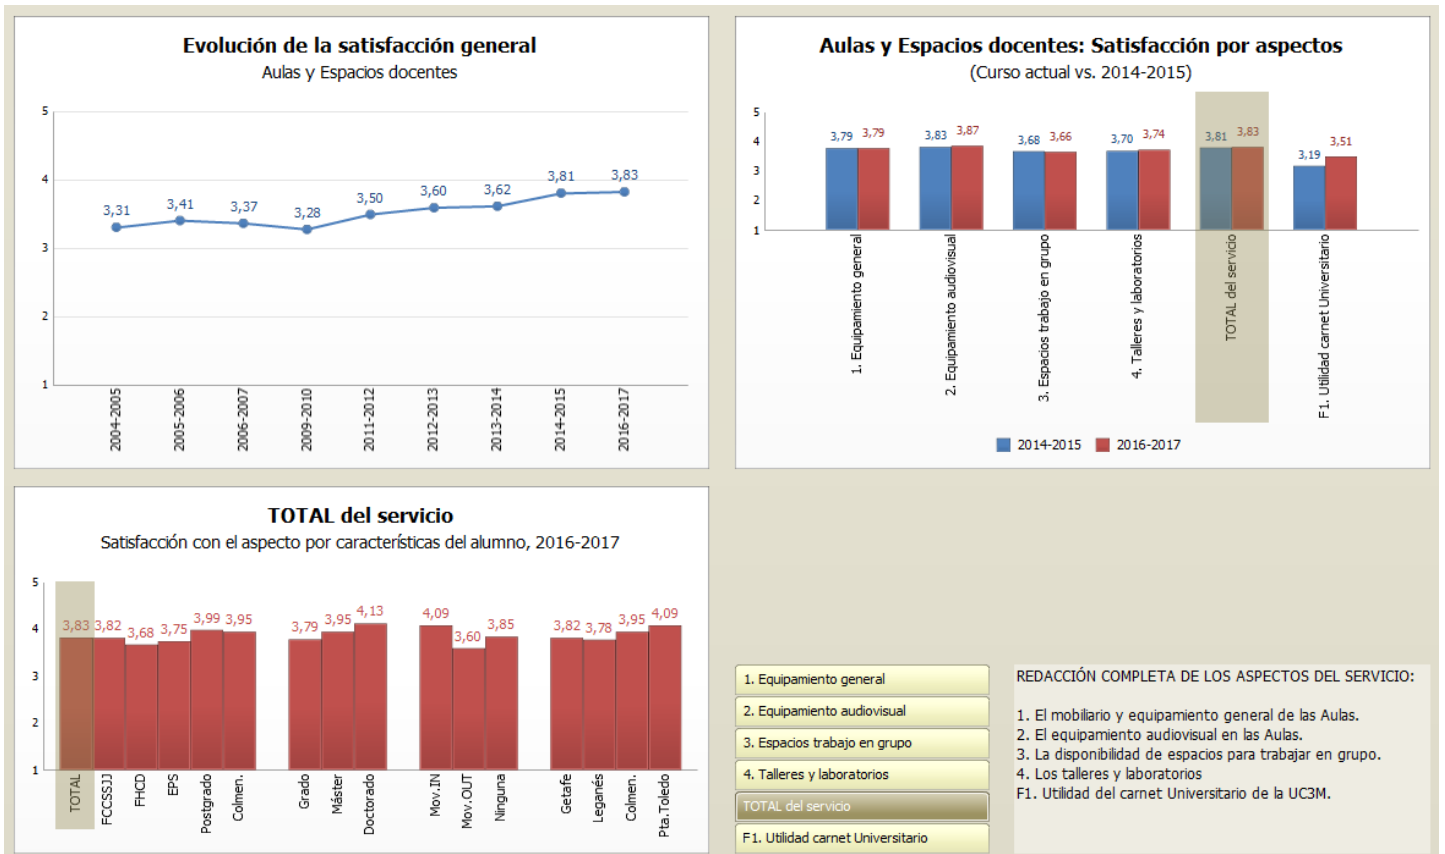 Evolución de la satisfacción general
Aulas y Espacios docentes
5
4
3
2
1
3,31
3,41
3,37
3,28
3,50
3,60
3,62
3,81
3,83
2004-2005
2005-2006
2006-2007
2009-2010
2011-2012
2012-2013
2013-2014
2014-2015
2016-2017
Aulas y Espacios docentes: Satisfacción por aspectos
(Curso actual vs. 2014-2015)
5
4
3
2
1
3,79 3,79
3,83 3,87
3,68 3,66
3,70 3,74
3,81 3,83
3,19 3,51
1. Equipamiento general
2. Equipamiento audiovisual
3. Espacios trabajo en grupo
4. Talleres y laboratorios
TOTAL del servicio
F1. Utilidad carnet Universitario
2014-2015 2016-2017
TOTAL del servicio
Satisfacción con el aspecto por características del alumno, 2016-2017
5
4
3
2
1
3,83 3,82 3,68 3,75 3,99 3,95
3,79 3,95 4,13
4,09 3,60 3,85
3,82 3,78 3,95 4,09
TOTAL
FCCSSJJ
FHCD
EPS
Postgrado
Colmen.
Grado
Máster
Doctorado
Mov.IN
Mov.OUT
Ninguna
Getafe
Leganés
Colmen.
Pta.Toledo
1. Equipamiento general
2. Equipamiento audiovisual
3. Espacios trabajo en grupo
4. Talleres y laboratorios
TOTAL del servicio
F1. Utilidad carnet Universitario
REDACCIÓN COMPLETA DE LOS ASPECTOS DEL SERVICIO:
1. El mobiliario y equipamiento general de las Aulas.
2. El equipamiento audiovisual en las Aulas.
3. La disponibilidad de espacios para trabajar en grupo.
4. Los talleres y laboratorios
F1. Utilidad del carnet Universitario de la UC3M.